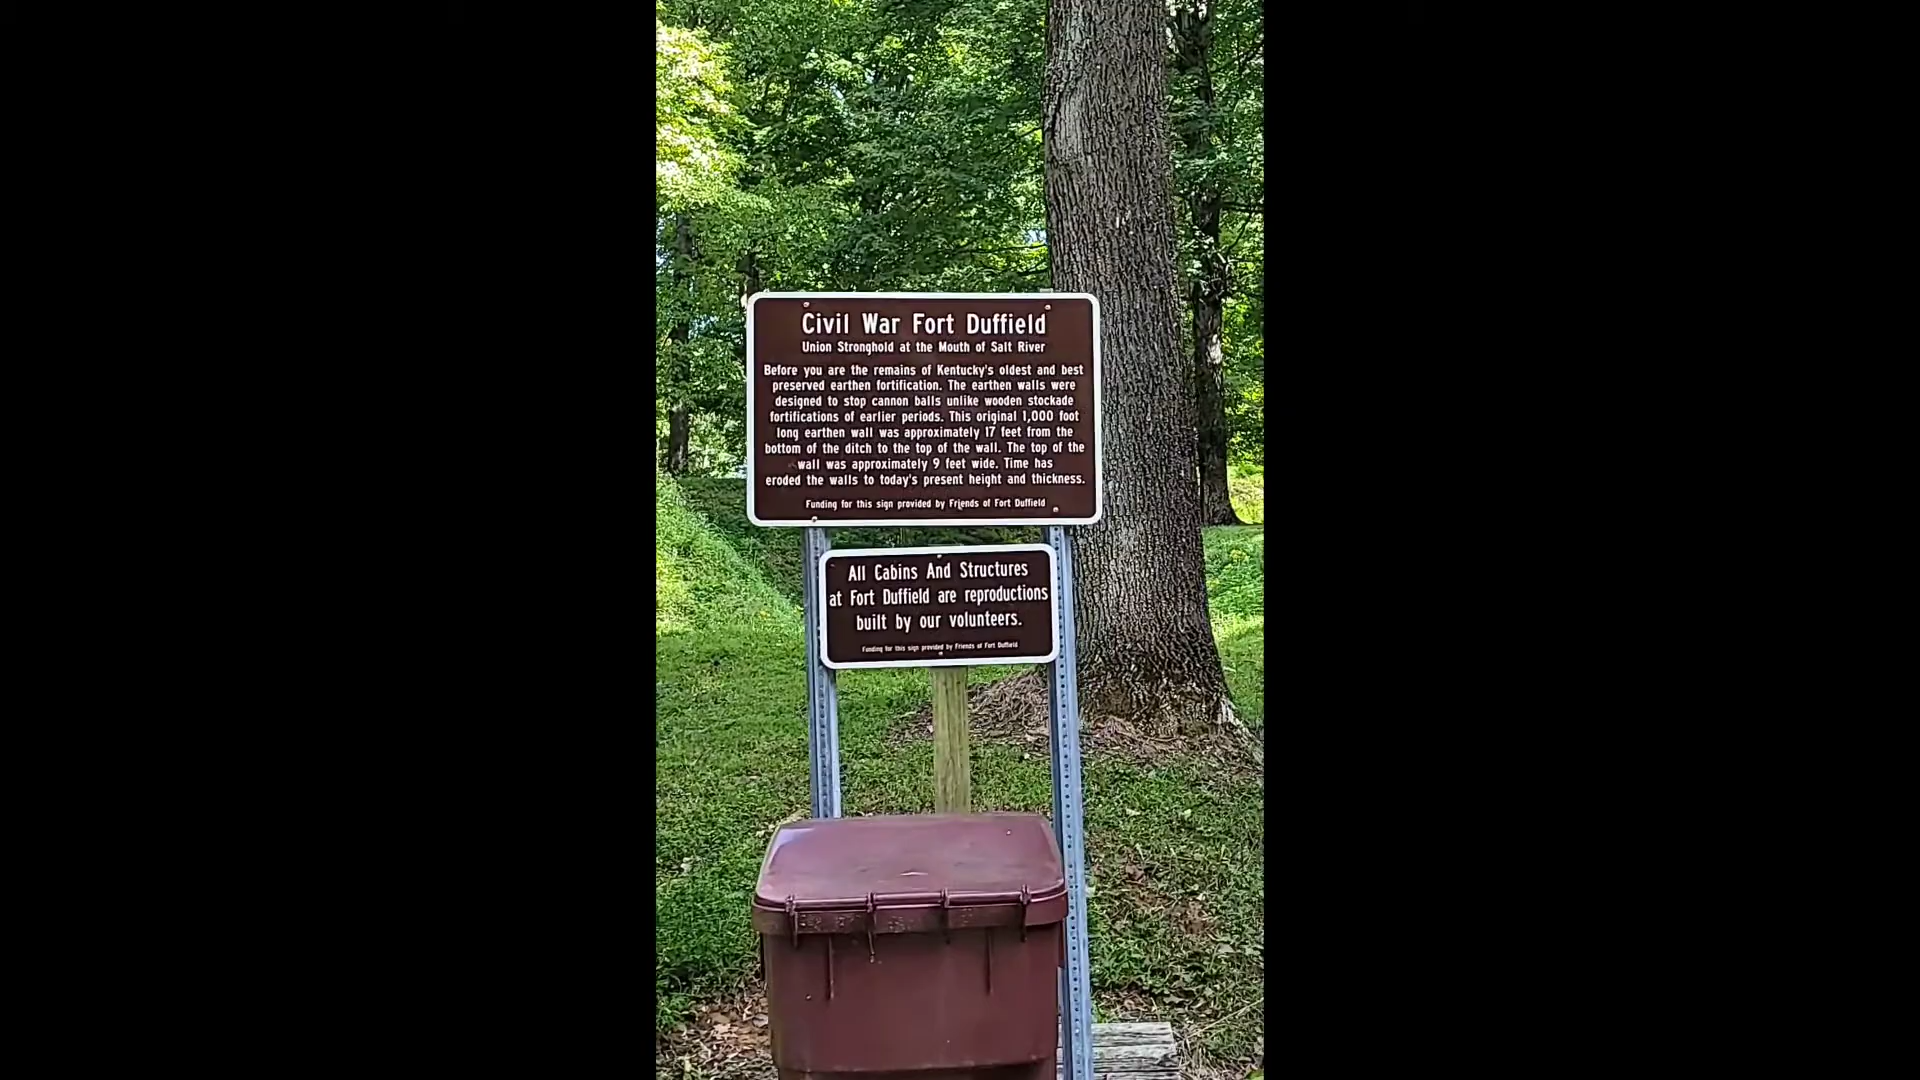 Civil War Fort Duffield
Union Stronghold at the Mouth of Salt River
Before you are the remains of Kentucky's oldest and best
preserved earthen fortification. The earthen walls were
designed to stop cannon balls unlike wooden stockade
fortifications of earlier periods. This original 1,000 foot
long earthen wall was approximately 17 feet from the
bottom of the ditch to the top of the wall. The top of the
wall was approximately 9 feet wide. Time has
eroded the walls to today's present height and thickness.
Funding for this sign provided by Friends of Fort Duffield
All Cabins And Structures
at Fort Duffield are reproductions
built by our volunteers.
Funding for this sign provided by Friends of Fort Duffield